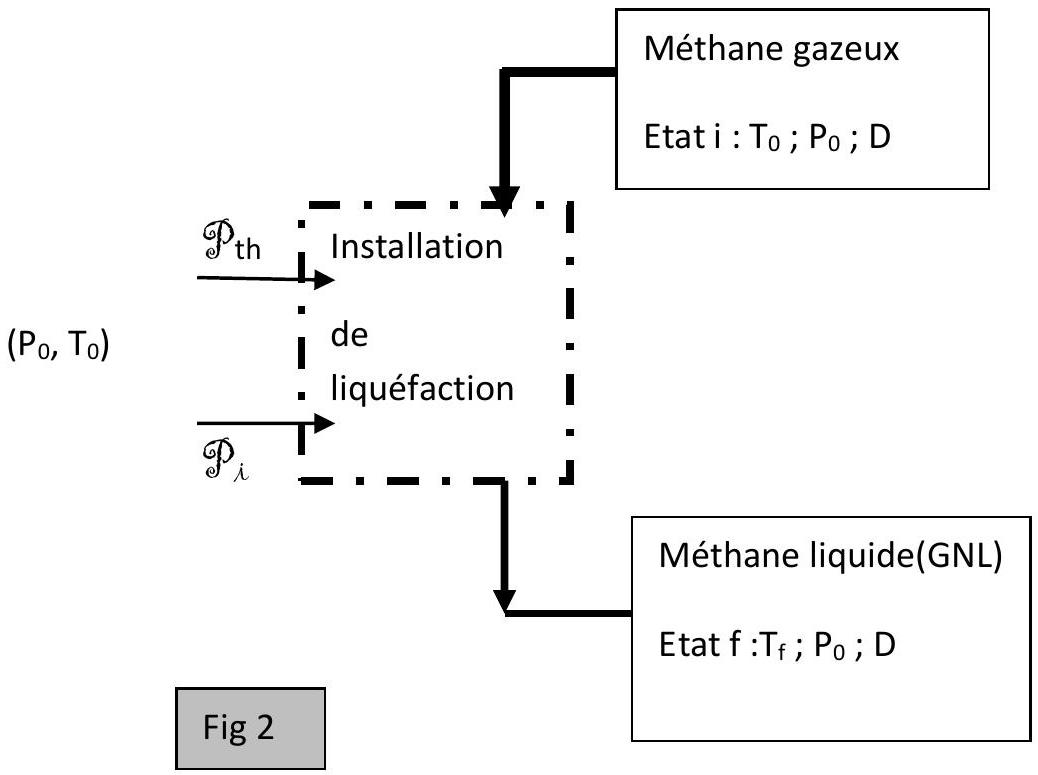 Méthane gazeux
Etat i : T₀ ; P₀ ; D
𝒫th
Installation
(P₀, T₀)
de
liquéfaction
𝒫i
Méthane liquide(GNL)
Etat f :Tf ; P₀ ; D
Fig 2